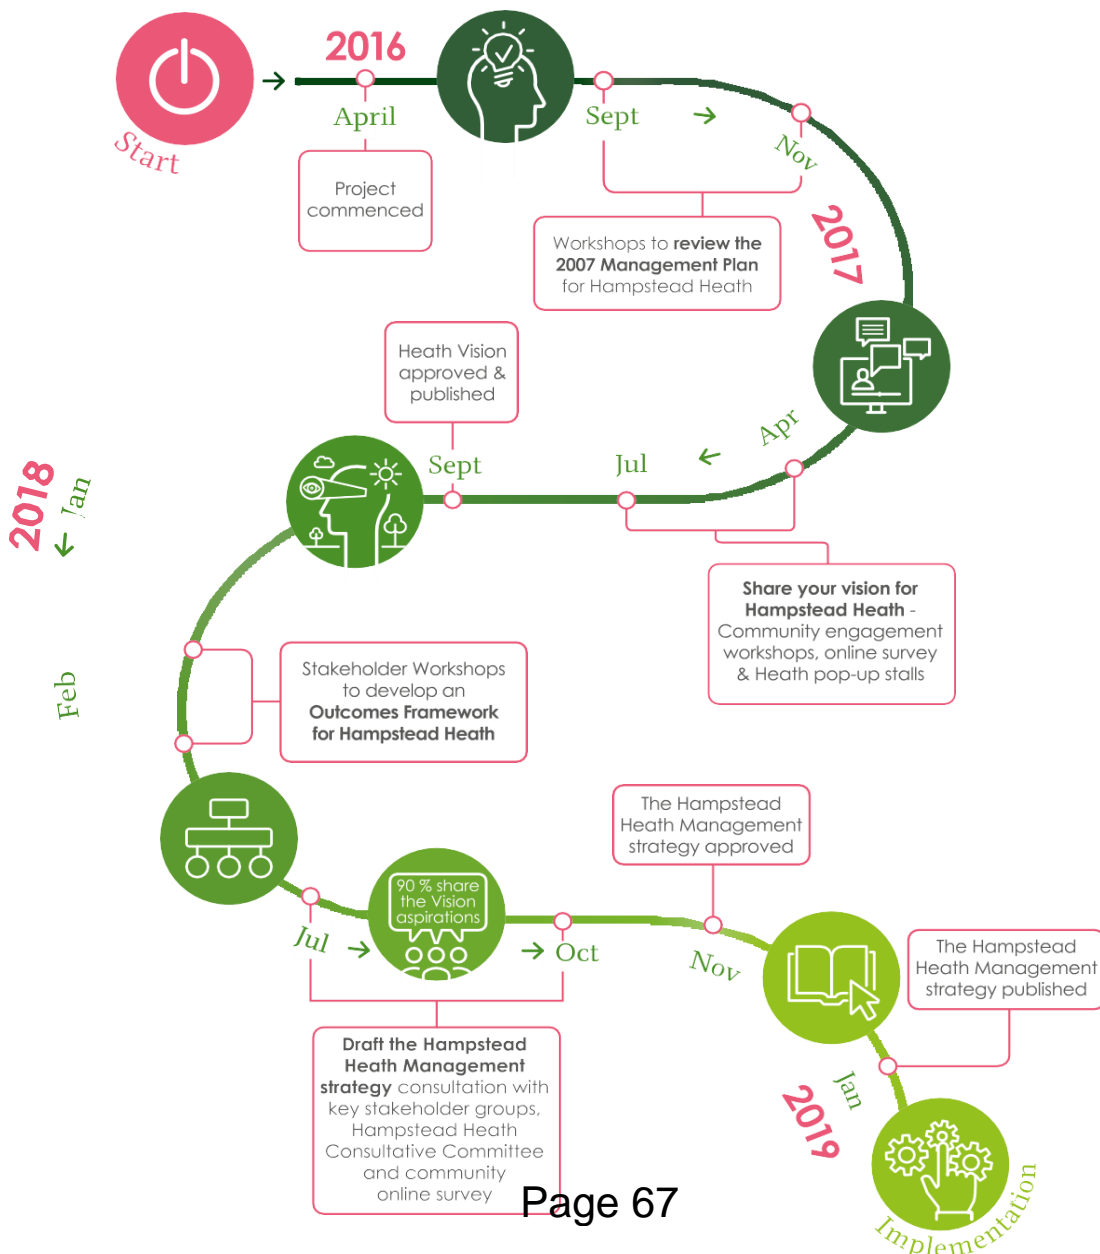 Start
2016
April
Project
commenced
Sept
Nov
Workshops to review the
2007 Management Plan
for Hampstead Heath
2017
Apr
Jul
Share your vision for
Hampstead Heath -
Community engagement
workshops, online survey
& Heath pop-up stalls
Sept
Heath Vision
approved &
published
2018
Jan
Feb
Stakeholder Workshops
to develop an
Outcomes Framework
for Hampstead Heath
Jul
90 % share
the Vision
aspirations
Oct
Draft the Hampstead
Heath Management
strategy consultation with
key stakeholder groups,
Hampstead Heath
Consultative Committee
and community
online survey
The Hampstead
Heath Management
strategy approved
Nov
The Hampstead
Heath Management
strategy published
Jan
2019
Implementation
Page 67